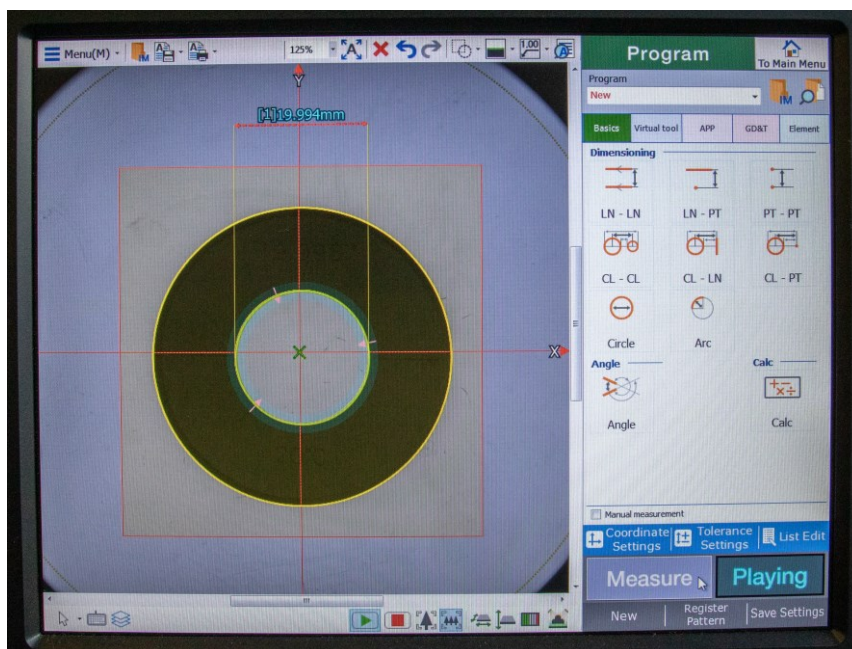 Menu(M)
IM
A
A
125%
A
1.00
A
Program
To Main Menu
Program
New
IM
Basics
Virtual tool
APP
GD&T
Element
Y
[1]19.994mm
X
Dimensioning
LN - LN
LN - PT
PT - PT
CL - CL
CL - LN
CL - PT
Circle
Arc
Angle
Calc
Angle
Calc
Manual measurement
Coordinate
Settings
Tolerance
Settings
List Edit
Measure
Playing
New
Register
Pattern
Save Settings